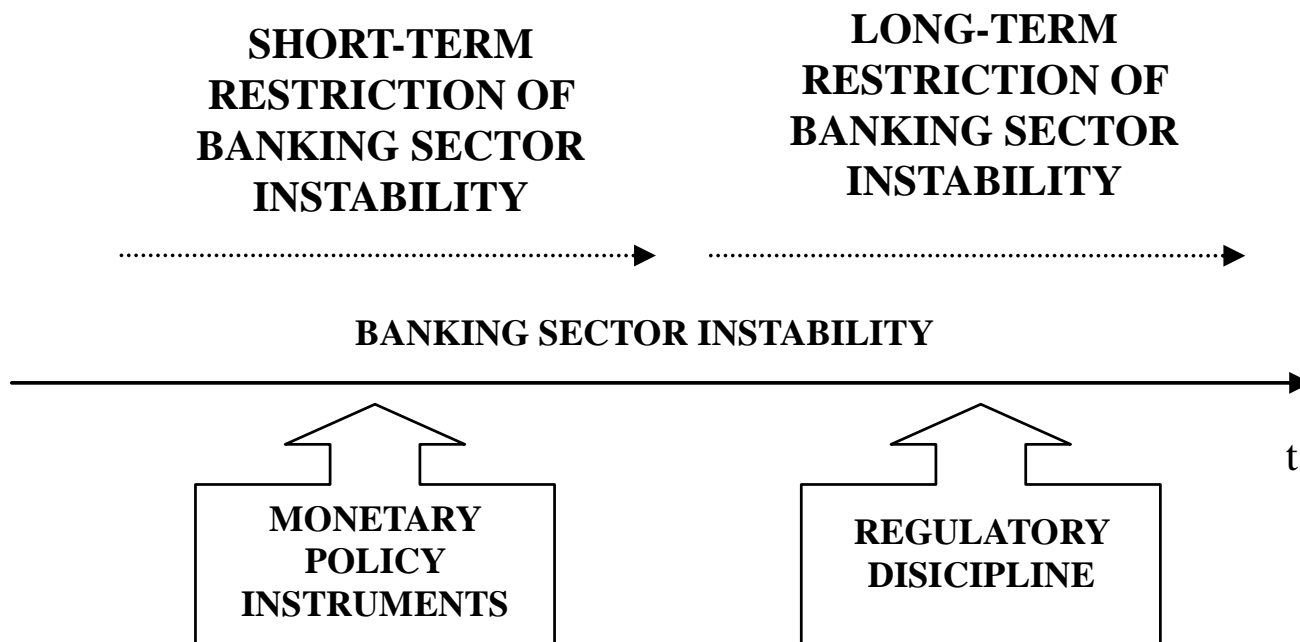 SHORT-TERM
RESTRICTION OF
BANKING SECTOR
INSTABILITY
LONG-TERM
RESTRICTION OF
BANKING SECTOR
INSTABILITY
BANKING SECTOR INSTABILITY
t
MONETARY
POLICY
INSTRUMENTS
REGULATORY
DISICIPLINE